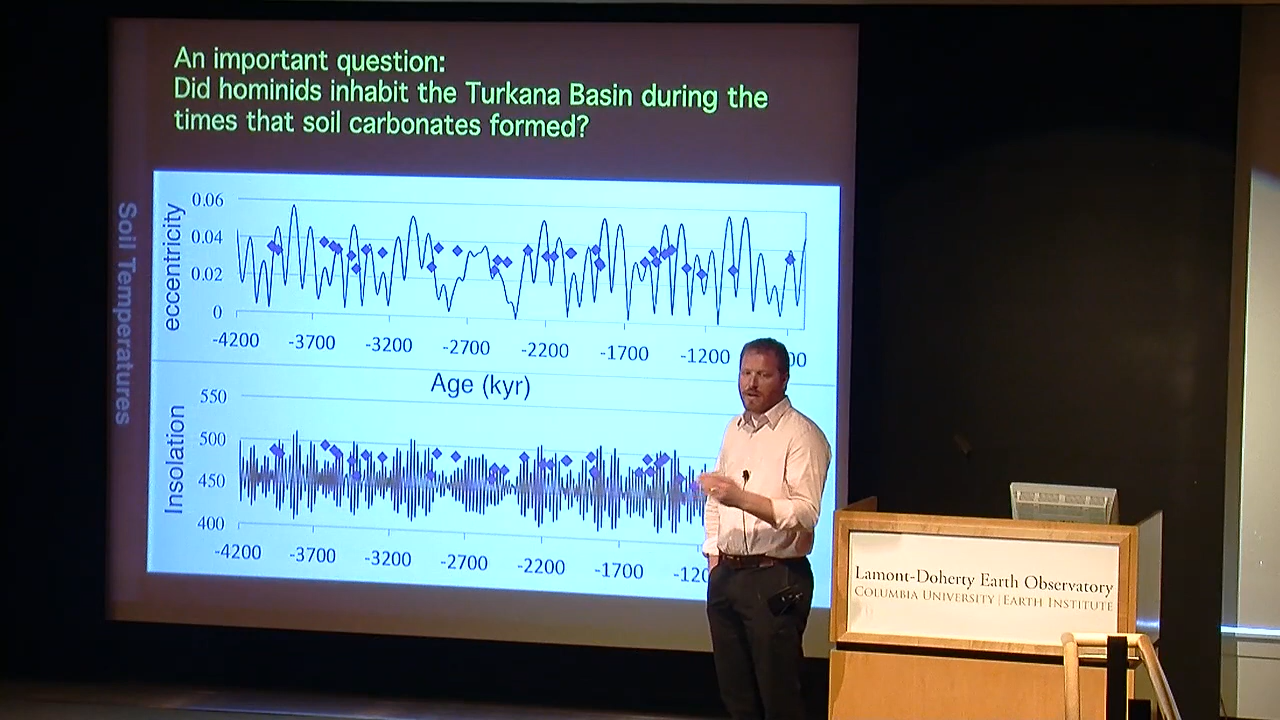 An important question:
Did hominids inhabit the Turkana Basin during the
times that soil carbonates formed?
Soil Temperatures
eccentricity
0.06
0.04
0.02
0
-4200 -3700 -3200 -2700 -2200 -1700 -1200
Age (kyr)
Insolation
550
500
450
400
-4200 -3700 -3200 -2700 -2200 -1700
Lamont-Doherty Earth Observatory
Columbia University | Earth Institute